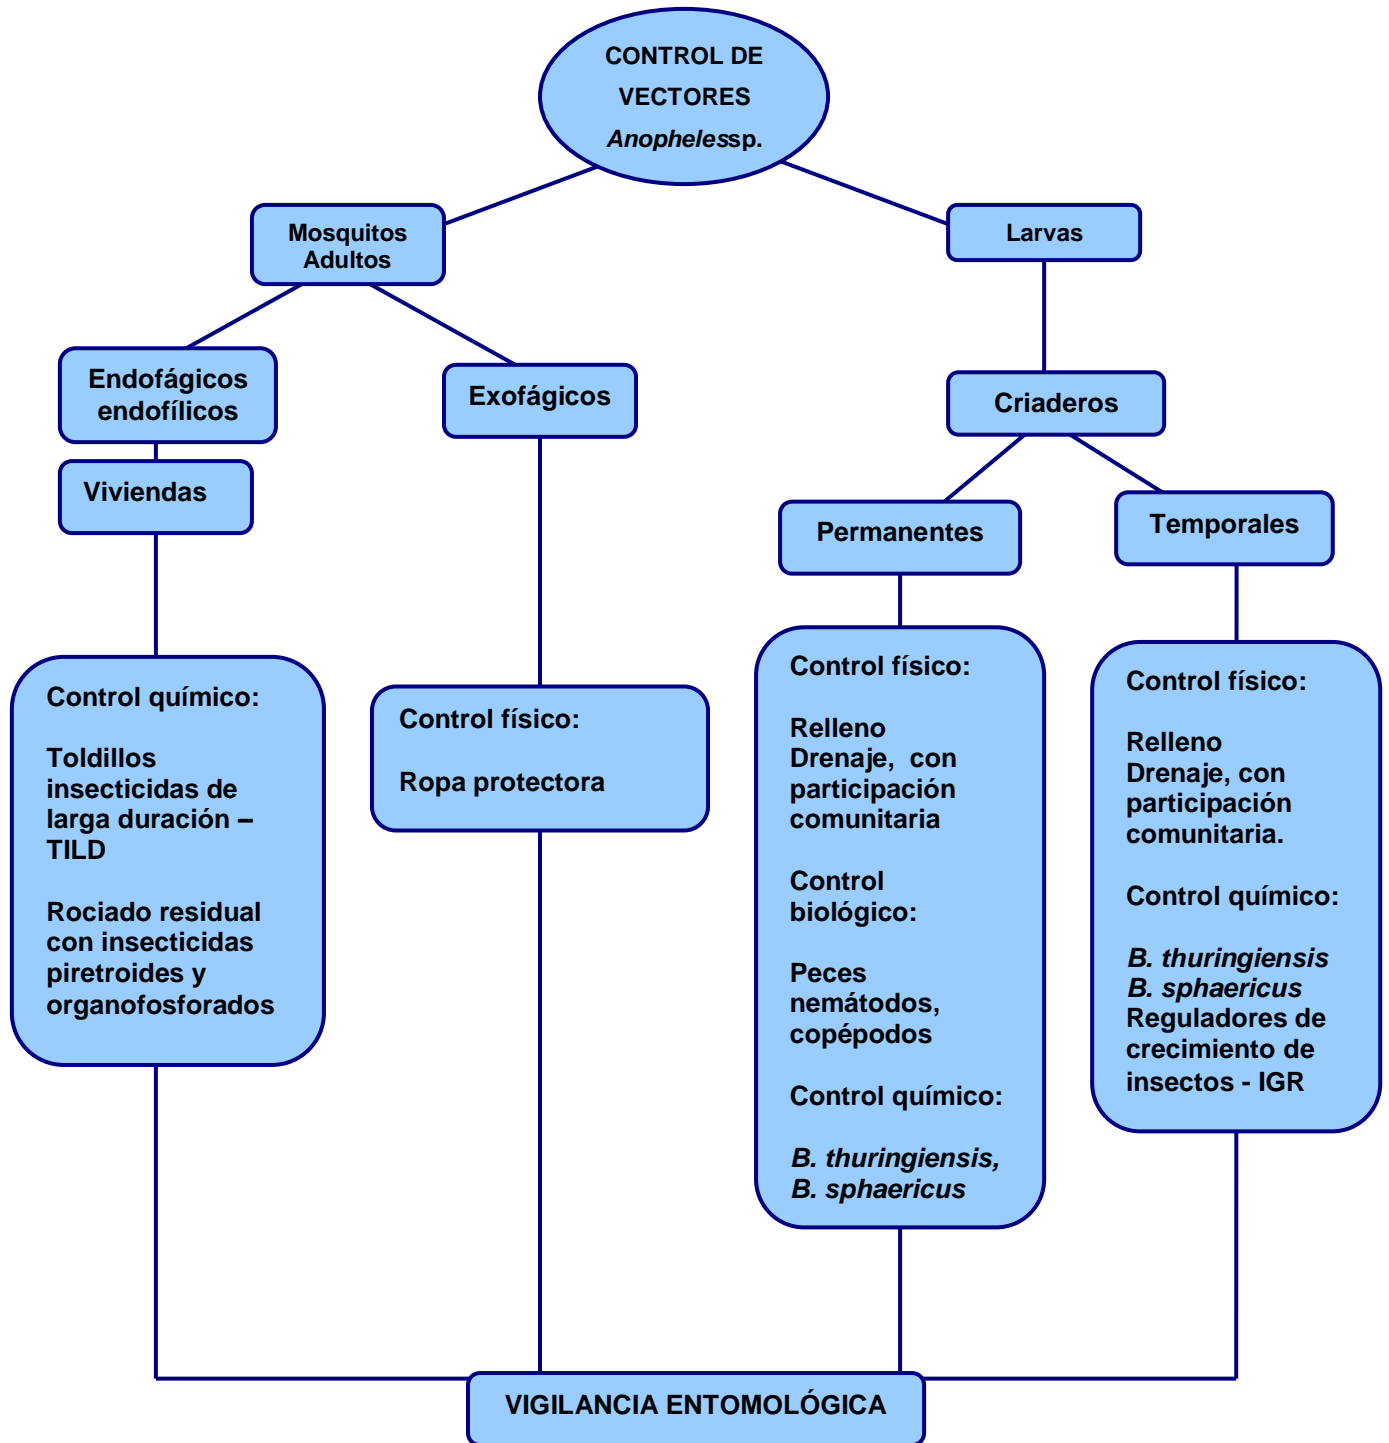 CONTROL DE
VECTORES
Anophelessp.
Mosquitos
Adultos
Larvas
Endofágicos
endofílicos
Exofágicos
Criaderos
Viviendas
Permanentes
Temporales
Control químico:
Toldillos
insecticidas de
larga duración –
TILD
Rociado residual
con insecticidas
piretroides y
organofosforados
Control físico:
Ropa protectora
Control físico:
Relleno
Drenaje, con
participación
comunitaria
Control
biológico:
Peces
nemátodos,
copépodos
Control químico:
B. thuringiensis,
B. sphaericus
Control físico:
Relleno
Drenaje, con
participación
comunitaria.
Control químico:
B. thuringiensis
B. sphaericus
Reguladores de
crecimiento de
insectos - IGR
VIGILANCIA ENTOMOLÓGICA